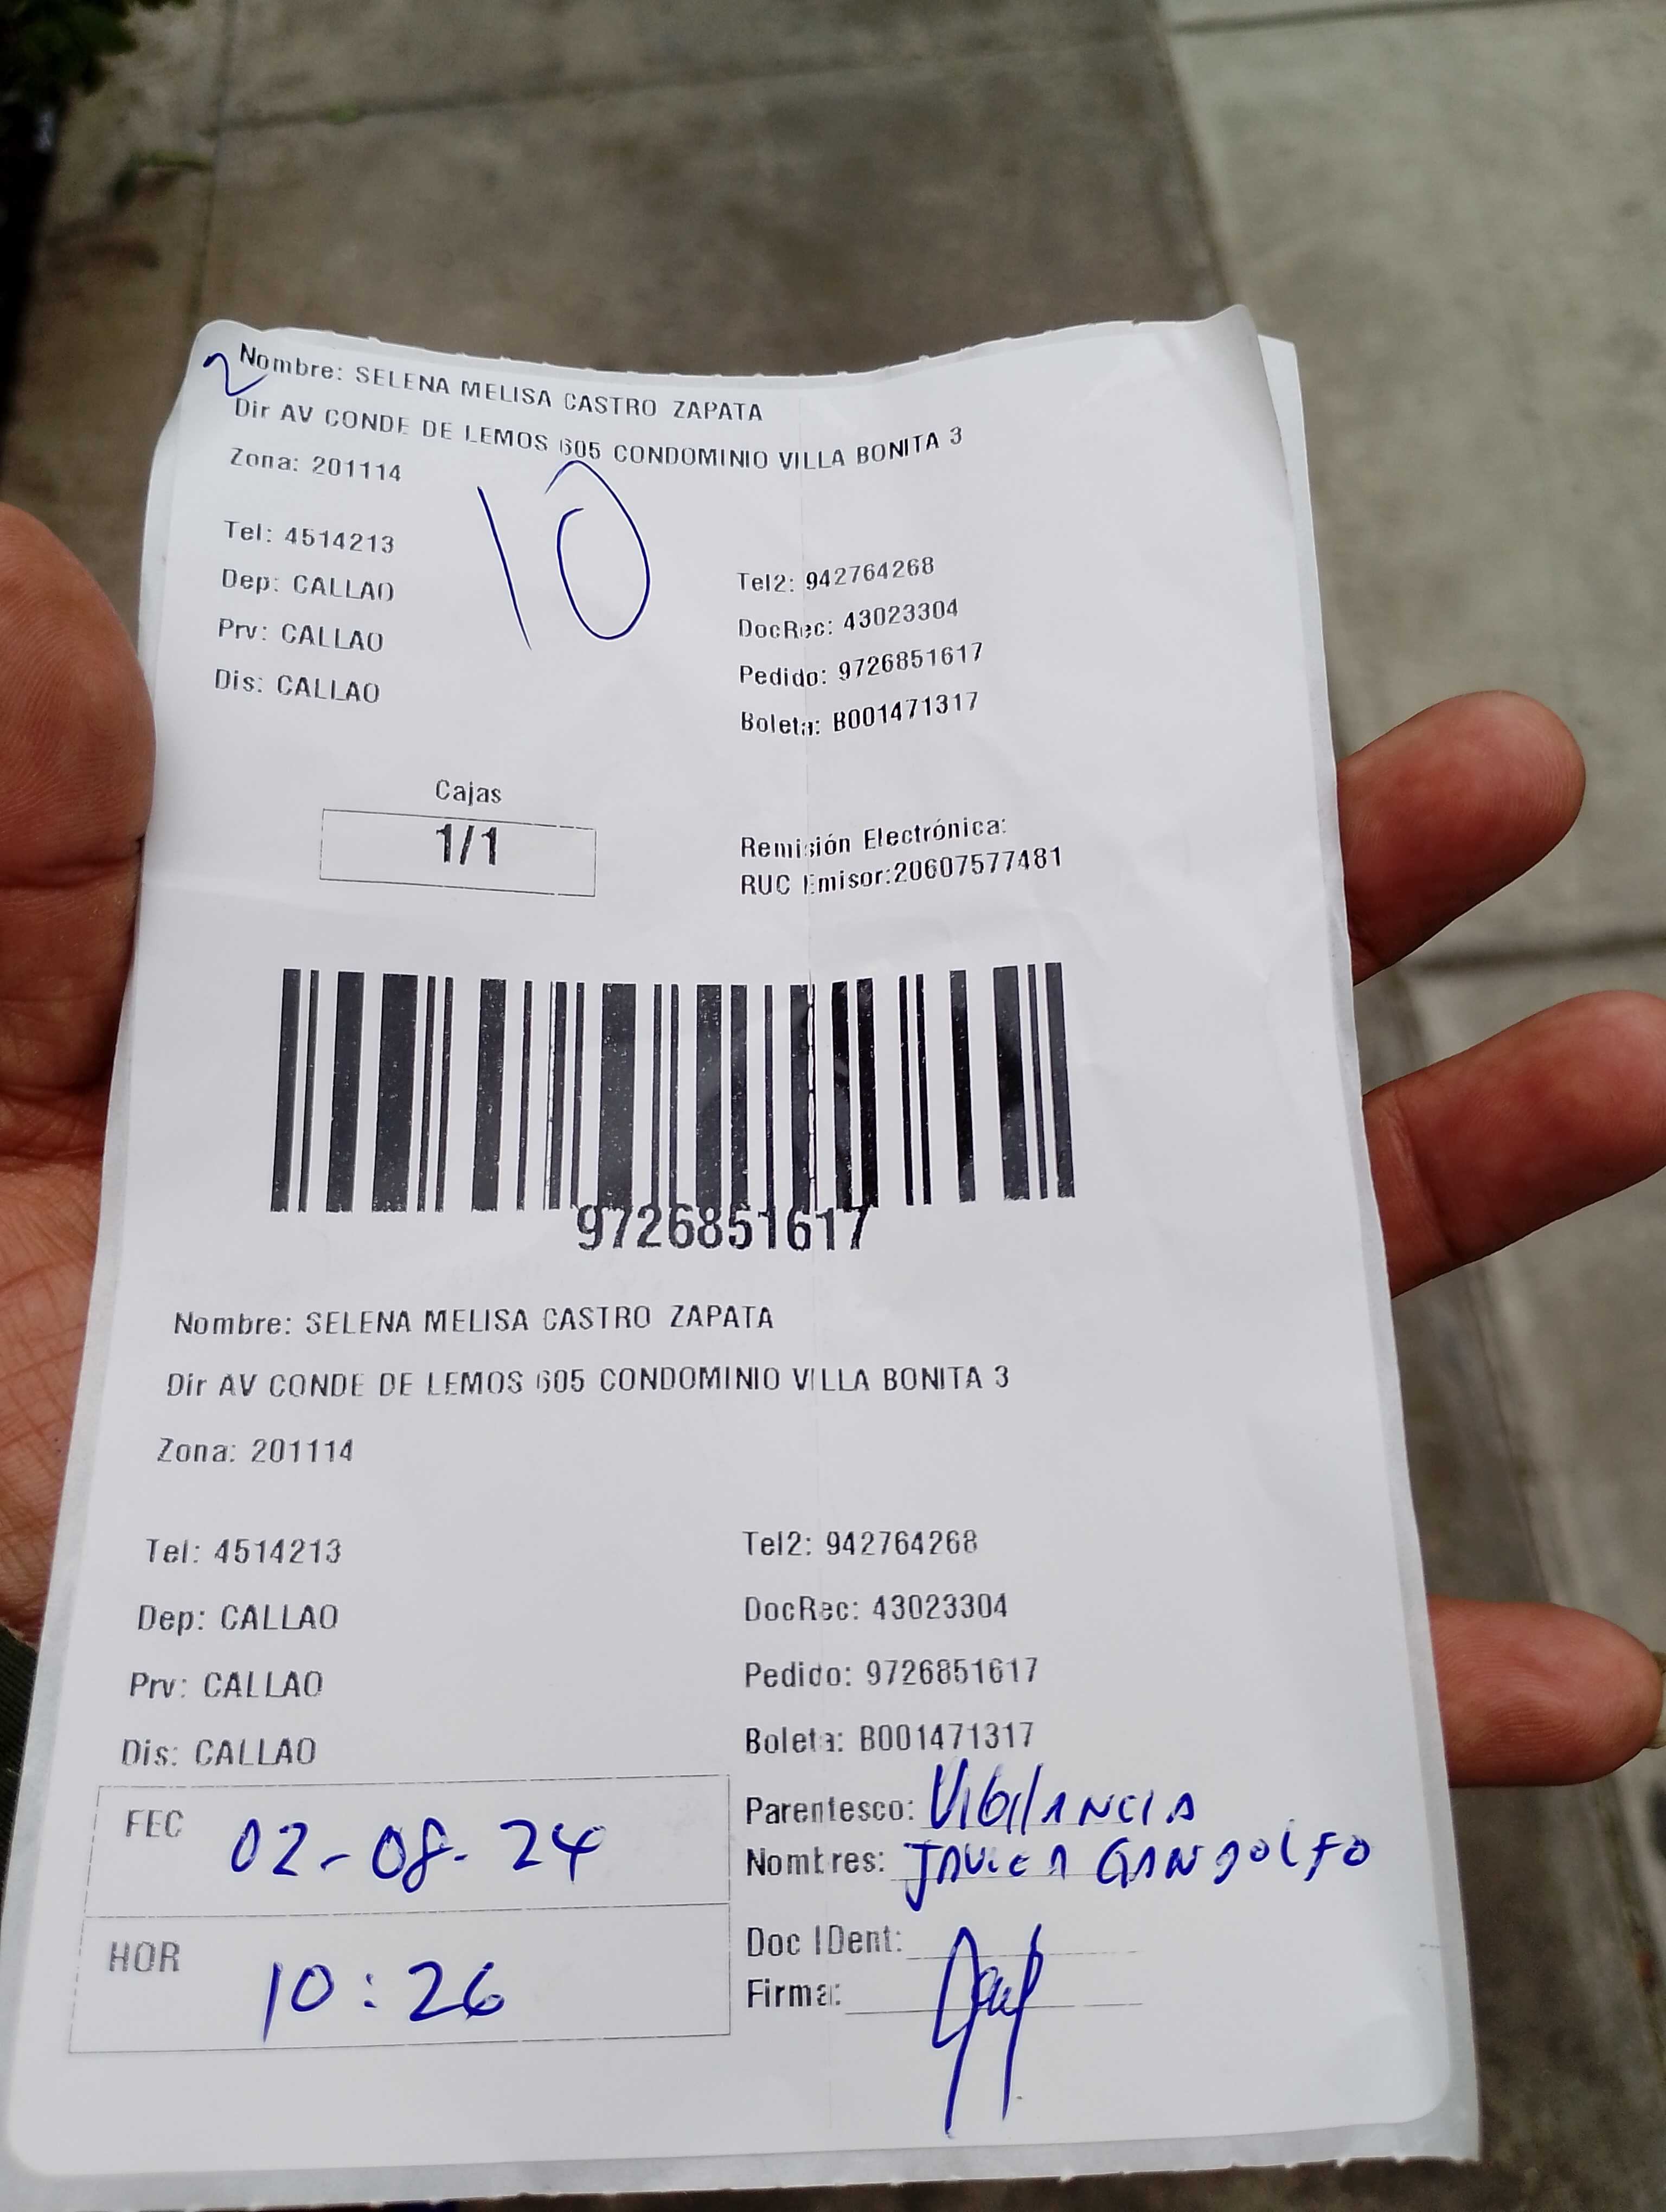 Nombre: SELENA MELISA CASTRO ZAPATA
Dir AV CONDE DE LEMOS 605 CONDOMINIO VILLA BONITA 3
Zona: 201114
10
Tel: 4514213
Tel2: 942764268
Dep: CALLAO
DocRec: 43023304
Prv: CALLAO
Pedido: 9726851617
Dis: CALLAO
Boleta: B001471317
Cajas
1/1
Remisión Electrónica:
RUC Emisor:20607577481
9726851617
Nombre: SELENA MELISA CASTRO ZAPATA
Dir AV CONDE DE LEMOS 605 CONDOMINIO VILLA BONITA 3
Zona: 201114
Tel: 4514213
Tel2: 942764268
Dep: CALLAO
DocRec: 43023304
Prv: CALLAO
Pedido: 9726851617
Dis: CALLAO
Boleta: B001471317
FEC 02-08-24
Parentesco: VIGILANCIA
Nombres: JAVIER GANDOLFO
HOR 10:26
Doc IDent:
Firma: